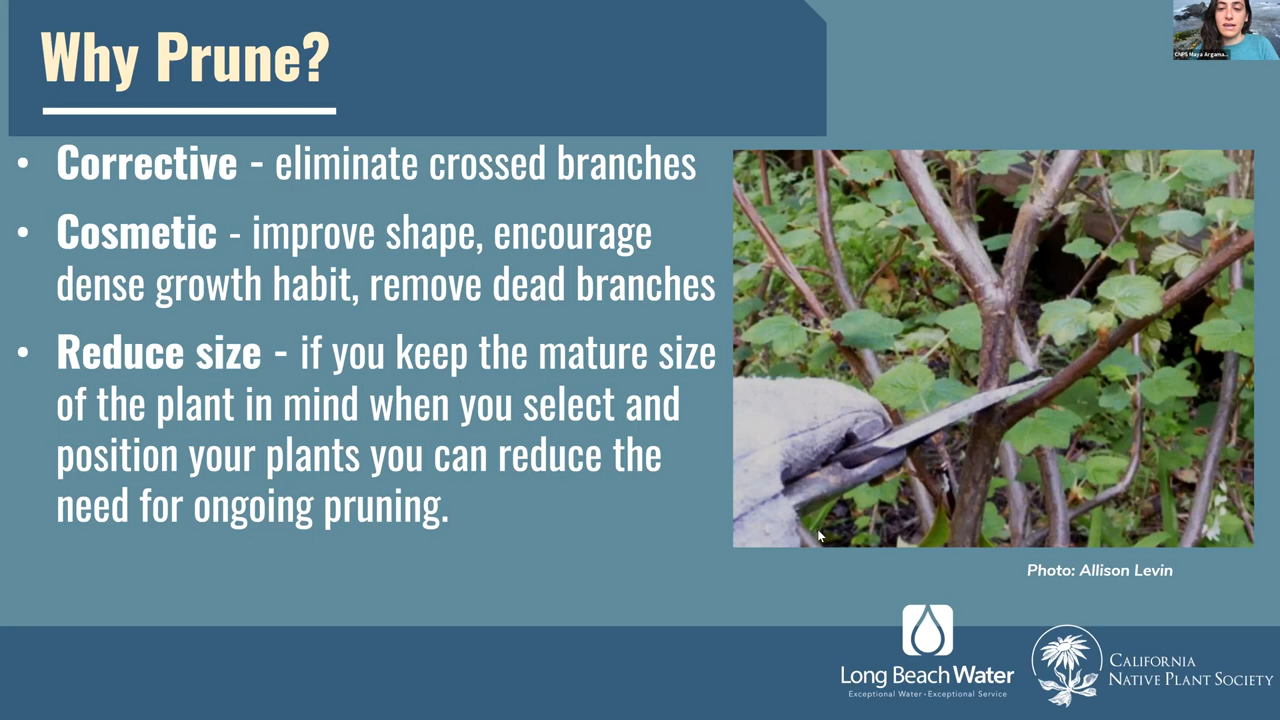 Why Prune?
CNPS Maya Argama...
• Corrective - eliminate crossed branches
• Cosmetic - improve shape, encourage
dense growth habit, remove dead branches
• Reduce size - if you keep the mature size
of the plant in mind when you select and
position your plants you can reduce the
need for ongoing pruning.
Photo: Allison Levin
Long Beach Water
Exceptional Water - Exceptional Service
CALIFORNIA
NATIVE PLANT SOCIETY